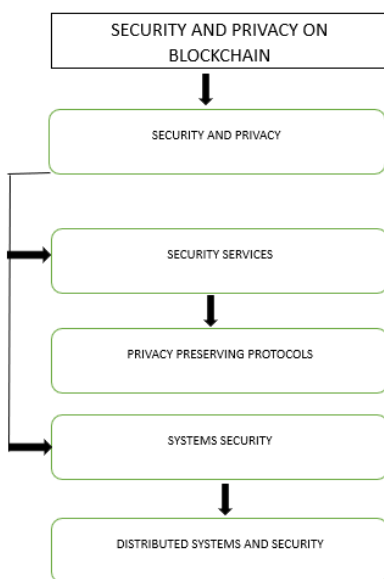 SECURITY AND PRIVACY ON
BLOCKCHAIN
SECURITY AND PRIVACY
SECURITY SERVICES
PRIVACY PRESERVING PROTOCOLS
SYSTEMS SECURITY
DISTRIBUTED SYSTEMS AND SECURITY